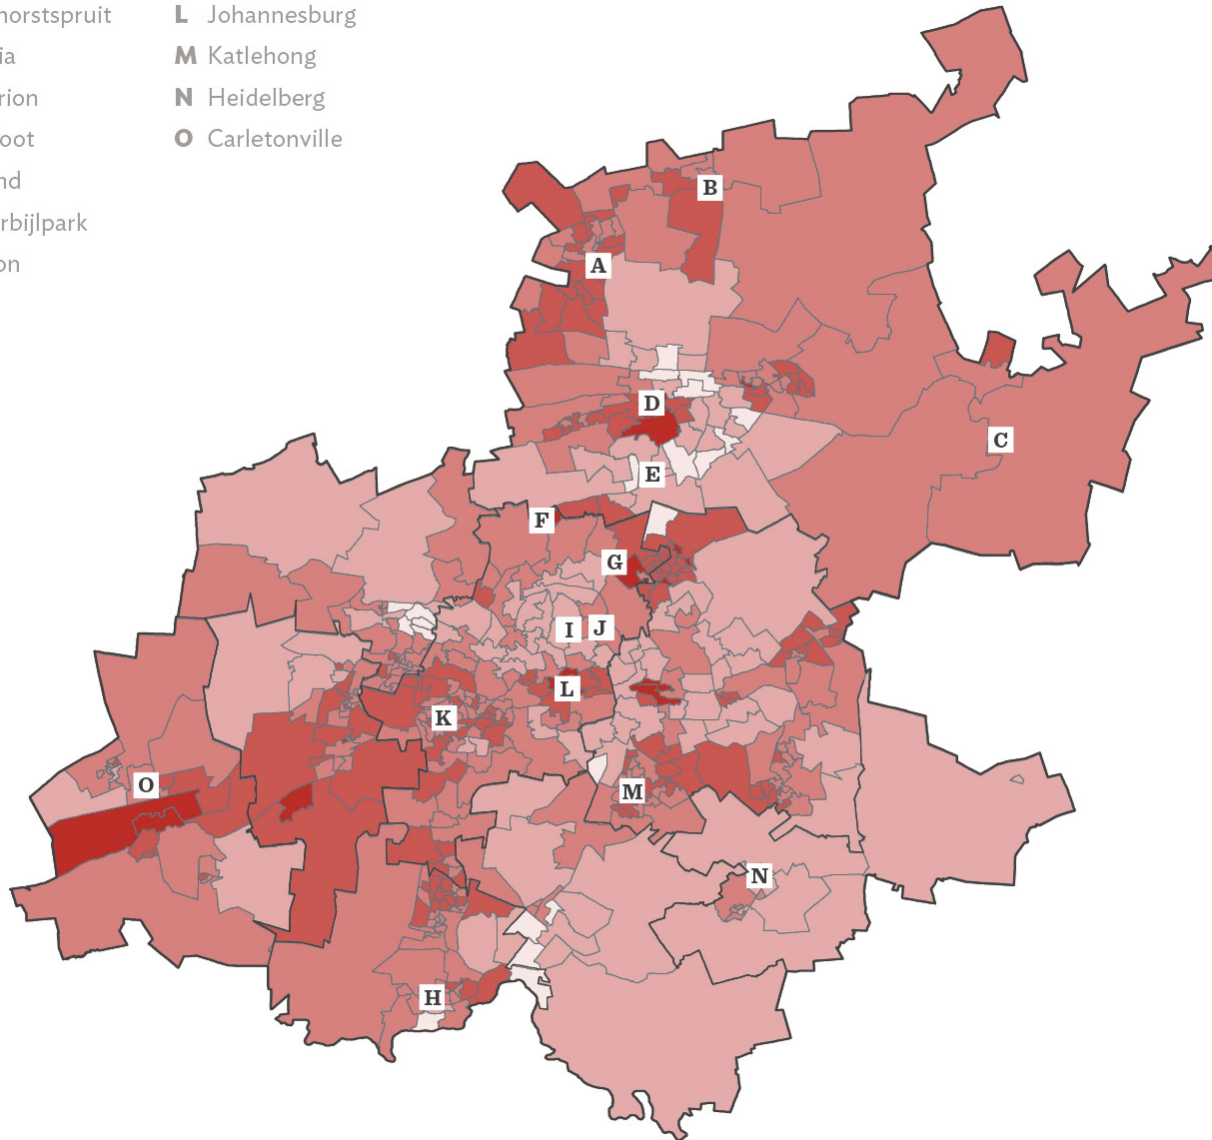 horstspruit
ia
rion
oot
nd
rbijlpark
on
L Johannesburg
M Katlehong
N Heidelberg
O Carletonville
B
A
D
C
E
F
G
I J
L
K
O
M
N
H